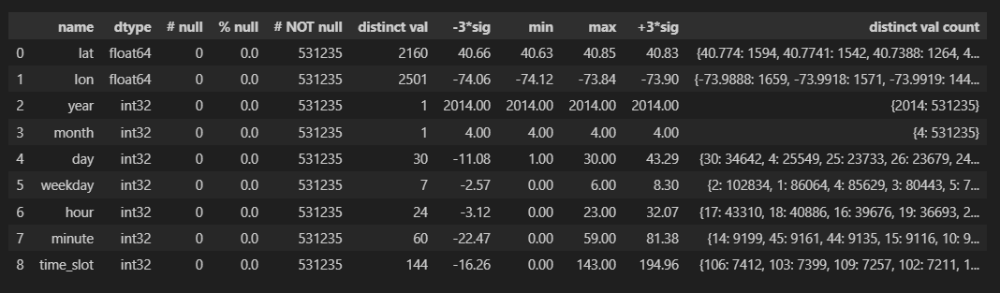 name dtype # null % null # NOT null distinct val -3*sig min max +3*sig distinct val count
0 lat float64 0 0.0 531235 2160 40.66 40.63 40.85 40.83 {40.774: 1594, 40.7741: 1542, 40.7388: 1264, 4...
1 lon float64 0 0.0 531235 2501 -74.06 -74.12 -73.84 -73.90 {-73.9888: 1659, -73.9918: 1571, -73.9919: 144...
2 year int32 0 0.0 531235 1 2014.00 2014.00 2014.00 2014.00 {2014: 531235}
3 month int32 0 0.0 531235 1 4.00 4.00 4.00 4.00 {4: 531235}
4 day int32 0 0.0 531235 30 -11.08 1.00 30.00 43.29 {30: 34642, 4: 25549, 25: 23733, 26: 23679, 24...
5 weekday int32 0 0.0 531235 7 -2.57 0.00 6.00 8.30 {2: 102834, 1: 86064, 4: 85629, 3: 80443, 5: 7...
6 hour int32 0 0.0 531235 24 -3.12 0.00 23.00 32.07 {17: 43310, 18: 40886, 16: 39676, 19: 36693, 2...
7 minute int32 0 0.0 531235 60 -22.47 0.00 59.00 81.38 {14: 9199, 45: 9161, 44: 9135, 15: 9116, 10: 9...
8 time_slot int32 0 0.0 531235 144 -16.26 0.00 143.00 194.96 {106: 7412, 103: 7399, 109: 7257, 102: 7211, 1...